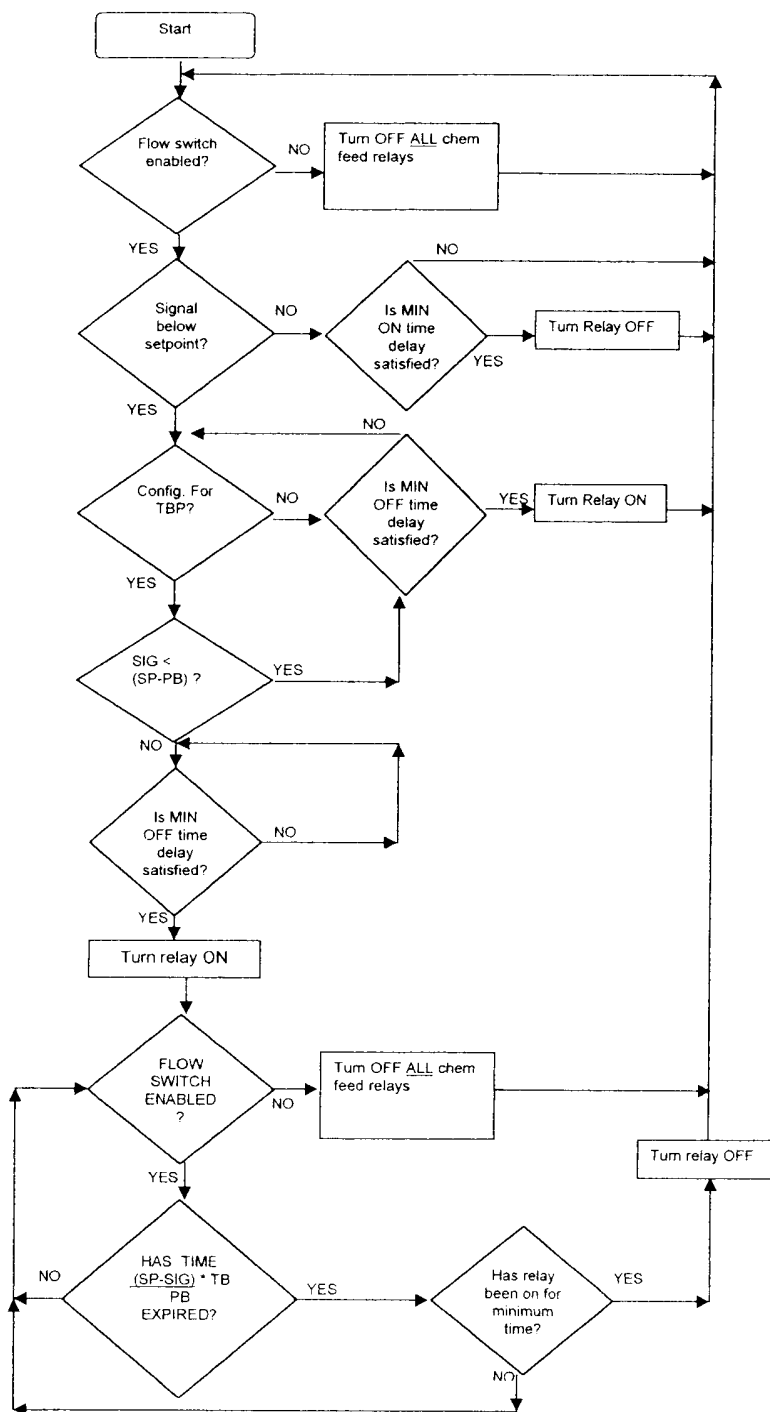 Start
Flow switch
enabled?
NO
Turn OFF ALL chem
feed relays
YES
NO
Signal
below
setpoint?
NO
Is MIN
ON time
delay
satisfied?
YES
Turn Relay OFF
YES
NO
Config. For
TBP?
NO
Is MIN
OFF time
delay
satisfied?
YES
Turn Relay ON
YES
SIG <
(SP-PB) ?
YES
NO
Is MIN
OFF time
delay
satisfied?
NO
YES
Turn relay ON
FLOW
SWITCH
ENABLED
?
NO
Turn OFF ALL chem
feed relays
YES
Turn relay OFF
HAS TIME
(SP-SIG) * TB
PB
EXPIRED?
NO
YES
Has relay
been on for
minimum
time?
YES
NO